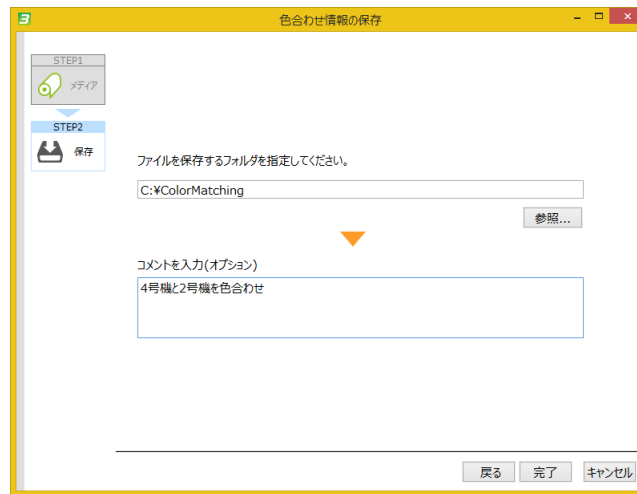 色合わせ情報の保存
STEP1
メディア
STEP2
保存
ファイルを保存するフォルダを指定してください。
C:¥ColorMatching
参照...
コメントを入力(オプション)
4号機と2号機を色合わせ
戻る 完了 キャンセル